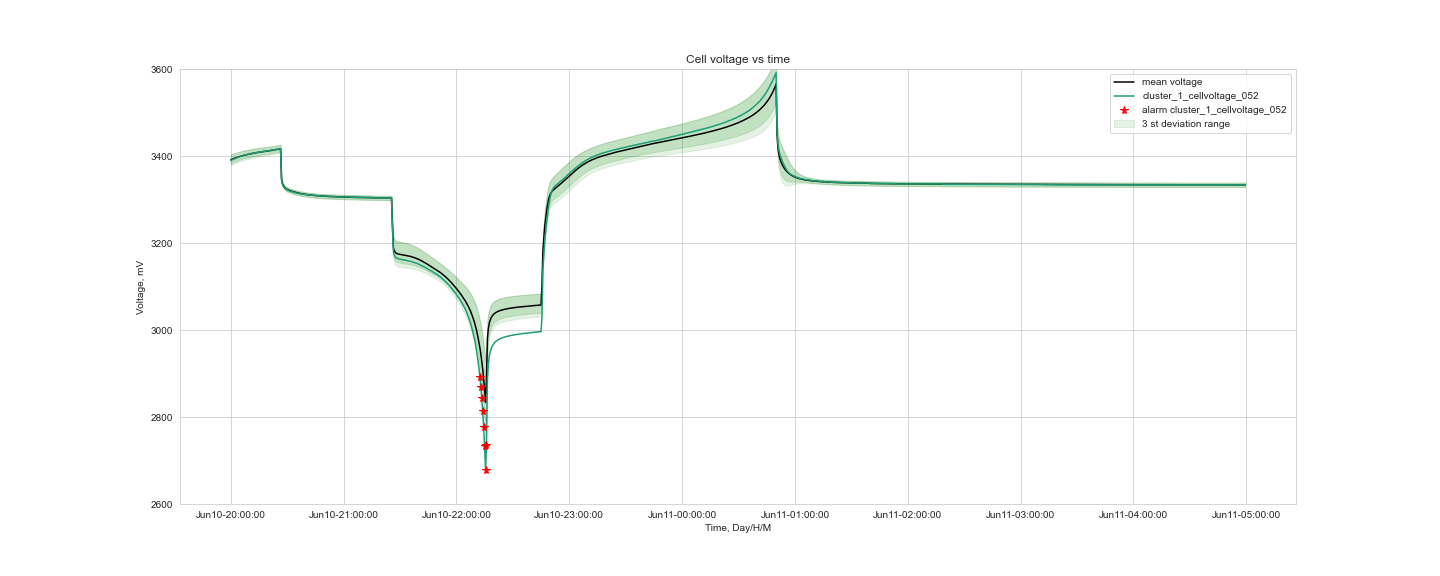 Cell voltage vs time
3600
3400
3200
3000
2800
2600
Voltage, mV
mean voltage
cluster_1_cellvoltage_052
alarm cluster_1_cellvoltage_052
3 st deviation range
Jun10-20:00:00 Jun10-21:00:00 Jun10-22:00:00 Jun10-23:00:00 Jun11-00:00:00 Jun11-01:00:00 Jun11-02:00:00 Jun11-03:00:00 Jun11-04:00:00 Jun11-05:00:00
Time, Day/H/M